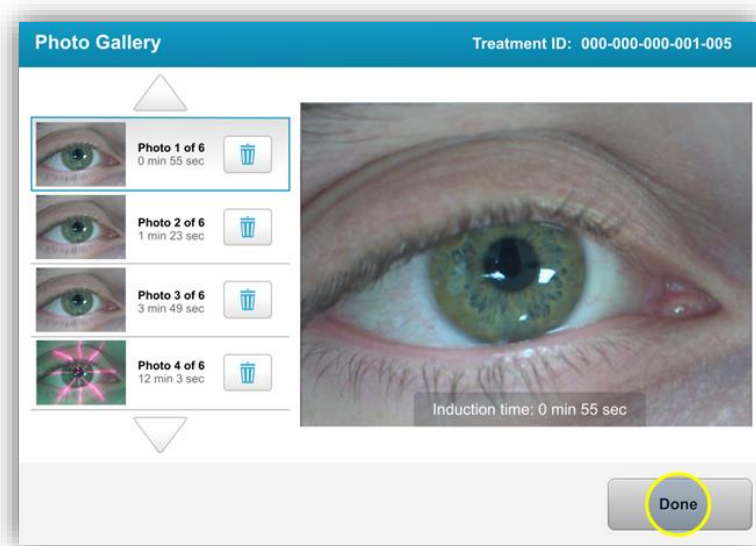 Photo Gallery
Treatment ID: 000-000-000-001-005
Photo 1 of 6
0 min 55 sec
Photo 2 of 6
1 min 23 sec
Photo 3 of 6
3 min 49 sec
Photo 4 of 6
12 min 3 sec
Induction time: 0 min 55 sec
Done